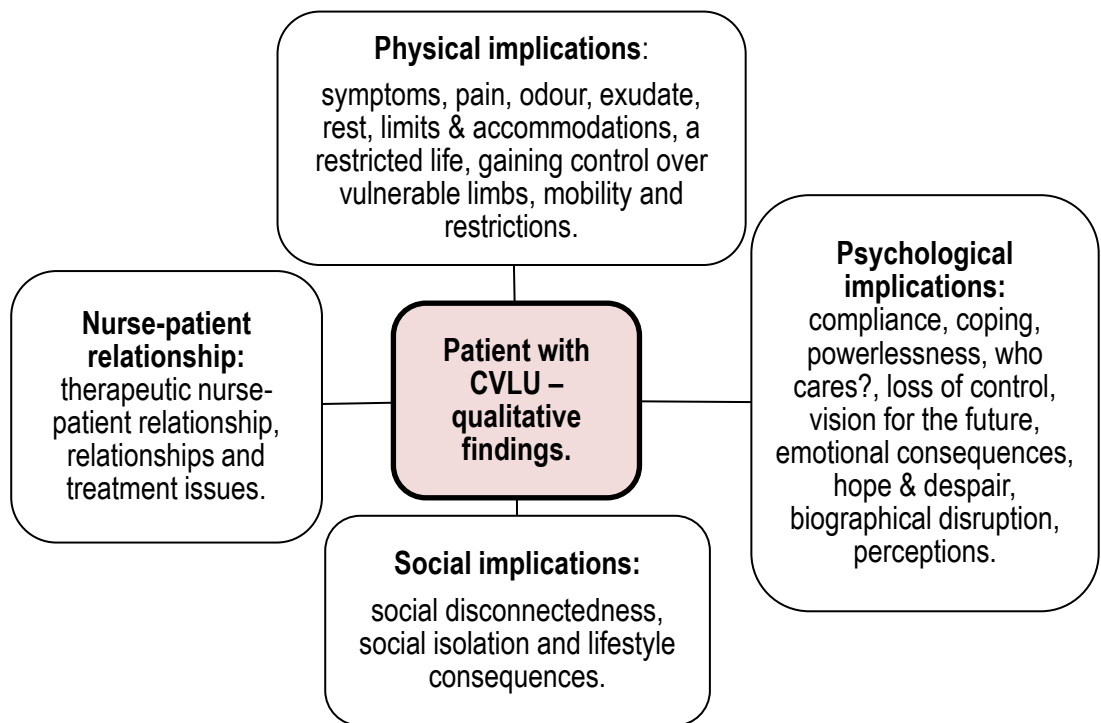 Physical implications:
symptoms, pain, odour, exudate,
rest, limits & accommodations, a
restricted life, gaining control over
vulnerable limbs, mobility and
restrictions.
Nurse-patient
relationship:
therapeutic nurse-
patient relationship,
relationships and
treatment issues.
Patient with
CVLU –
qualitative
findings.
Psychological
implications:
compliance, coping,
powerlessness, who
cares?, loss of control,
vision for the future,
emotional consequences,
hope & despair,
biographical disruption,
perceptions.
Social implications:
social disconnectedness,
social isolation and lifestyle
consequences.